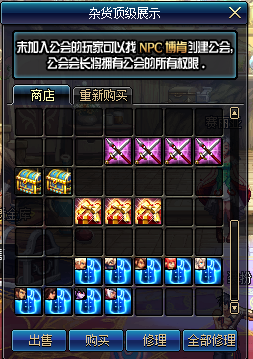 杂货顶级展示
未加入公会的玩家可以找 NPC 博肯创建公会,
公会会长将拥有公会的所有权限 .
商店 重新购买
出售 购买 修理 全部修理